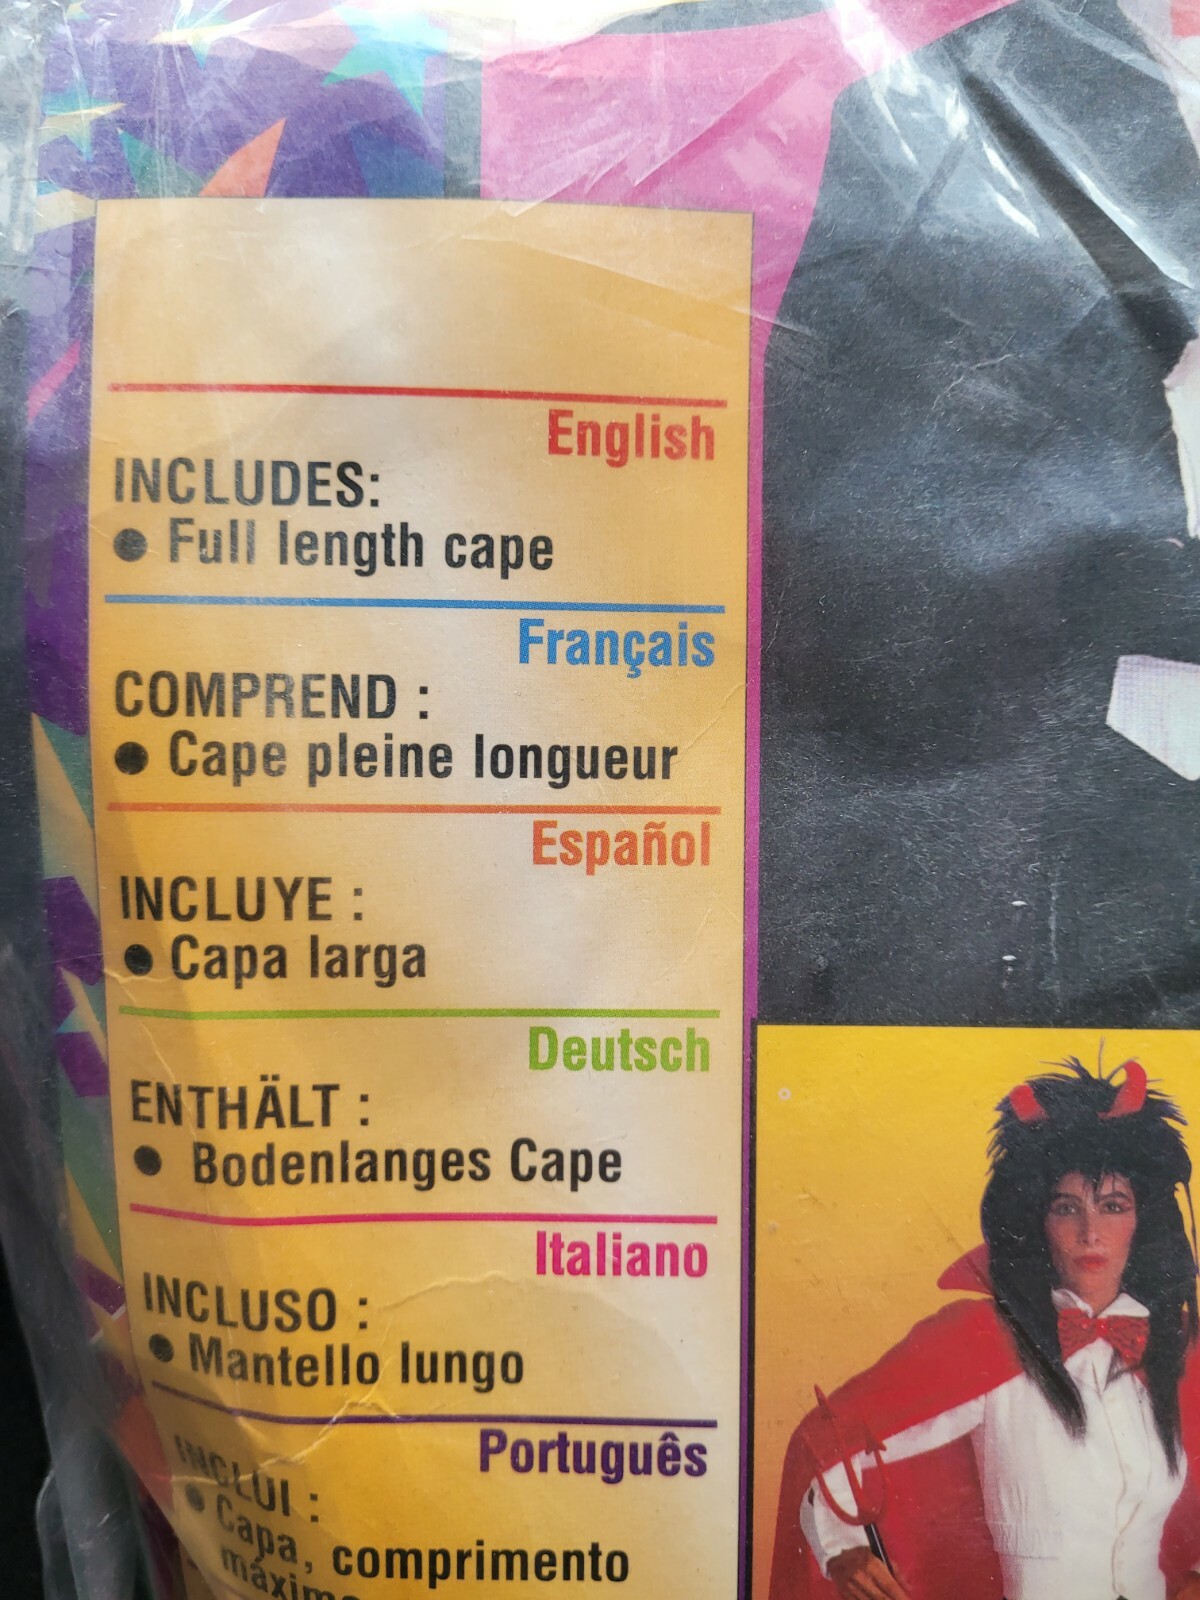 English
INCLUDES:
● Full length cape
Français
COMPREND :
● Cape pleine longueur
Español
INCLUYE :
● Capa larga
Deutsch
ENTHÄLT :
● Bodenlanges Cape
Italiano
INCLUSO :
● Mantello lungo
Português
INCLUI :
● Capa, comprimento